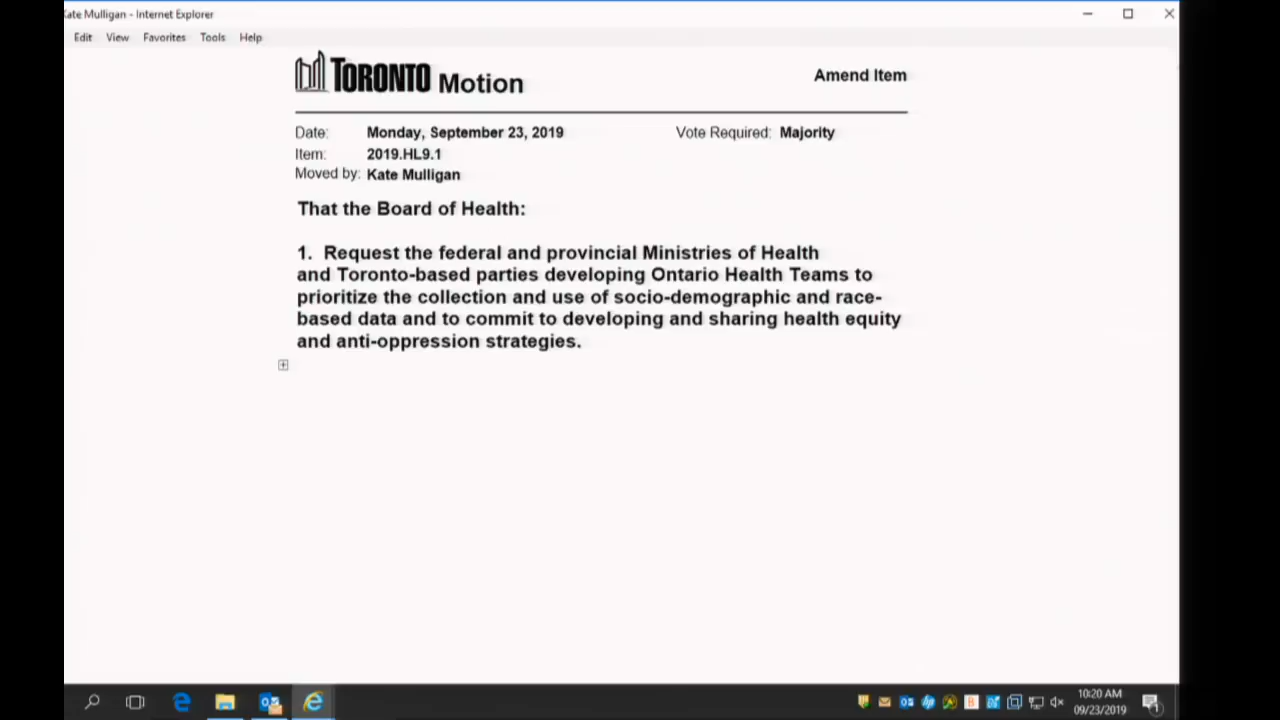 Kate Mulligan - Internet Explorer
Edit View Favorites Tools Help
TORONTO Motion
Amend Item
Date: Monday, September 23, 2019
Vote Required: Majority
Item: 2019.HL9.1
Moved by: Kate Mulligan
That the Board of Health:
1. Request the federal and provincial Ministries of Health
and Toronto-based parties developing Ontario Health Teams to
prioritize the collection and use of socio-demographic and race-
based data and to commit to developing and sharing health equity
and anti-oppression strategies.
10:20 AM
09/23/2019